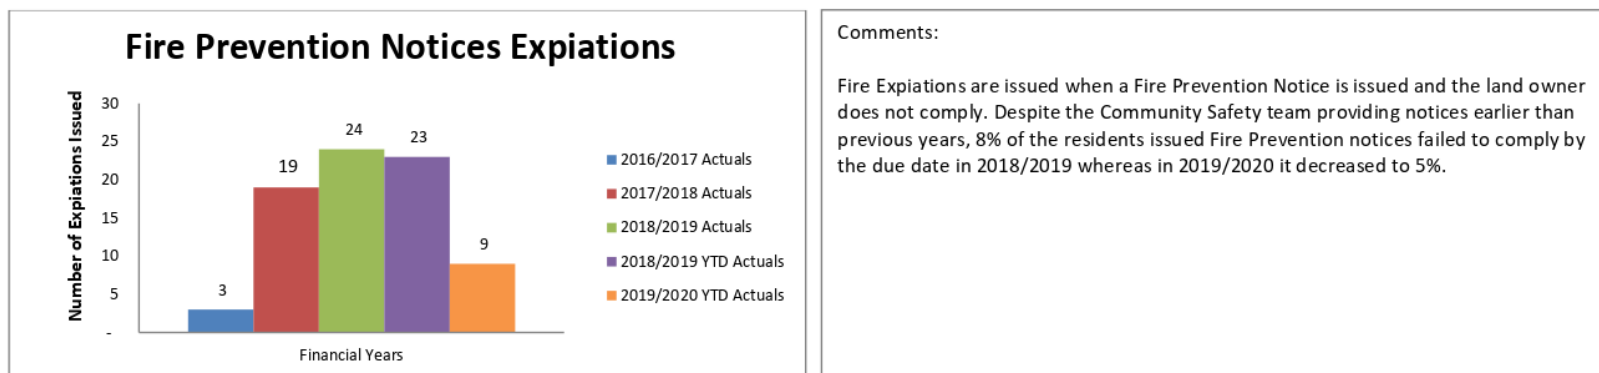 Fire Prevention Notices Expiations
Number of Expiations Issued
30
25
20
15
10
5
-
3
19
24
23
9
Financial Years
2016/2017 Actuals
2017/2018 Actuals
2018/2019 Actuals
2018/2019 YTD Actuals
2019/2020 YTD Actuals
Comments:
Fire Expiations are issued when a Fire Prevention Notice is issued and the land owner
does not comply. Despite the Community Safety team providing notices earlier than
previous years, 8% of the residents issued Fire Prevention notices failed to comply by
the due date in 2018/2019 whereas in 2019/2020 it decreased to 5%.